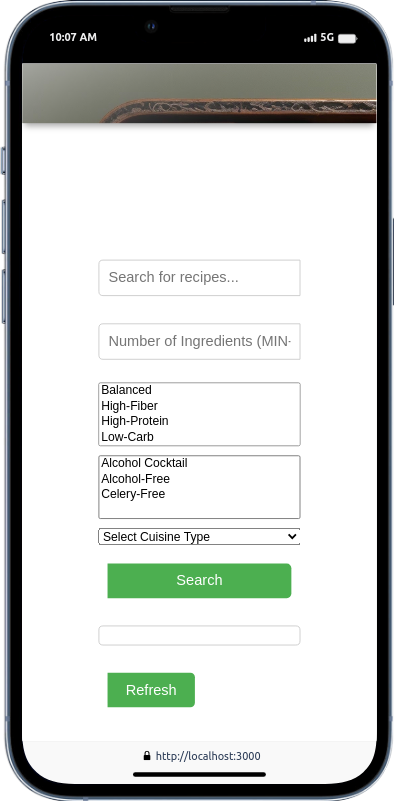 10:07 AM
5G
Search for recipes...
Number of Ingredients (MIN-
Balanced
High-Fiber
High-Protein
Low-Carb
Alcohol Cocktail
Alcohol-Free
Celery-Free
Select Cuisine Type
Search
Refresh
http://localhost:3000